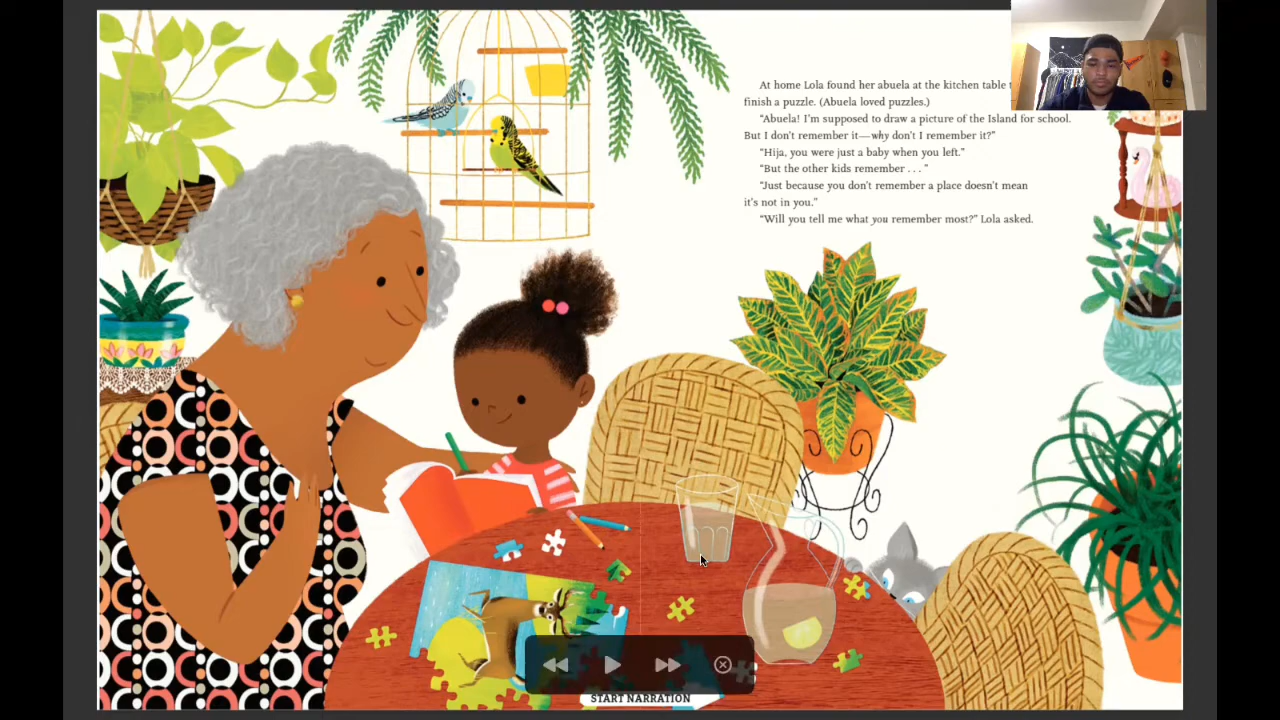 At home Lola found her abuela at the kitchen table
finish a puzzle. (Abuela loved puzzles.)
“Abuela! I’m supposed to draw a picture of the Island for school.
But I don’t remember it—why don’t I remember it?”
“Hija, you were just a baby when you left.”
“But the other kids remember . . . ”
“Just because you don’t remember a place doesn’t mean
it’s not in you.”
“Will you tell me what you remember most?” Lola asked.
START NARRATION